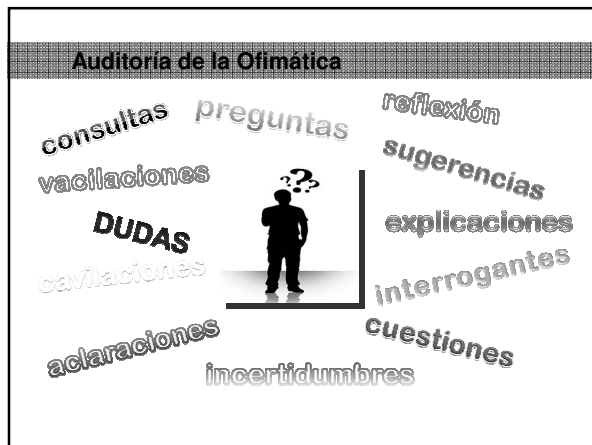 Auditoría de la Ofimática
consultas
preguntas
reflexión
vacilaciones
sugerencias
???
DUDAS
explicaciones
cavilaciones
interrogantes
aclaraciones
cuestiones
incertidumbres